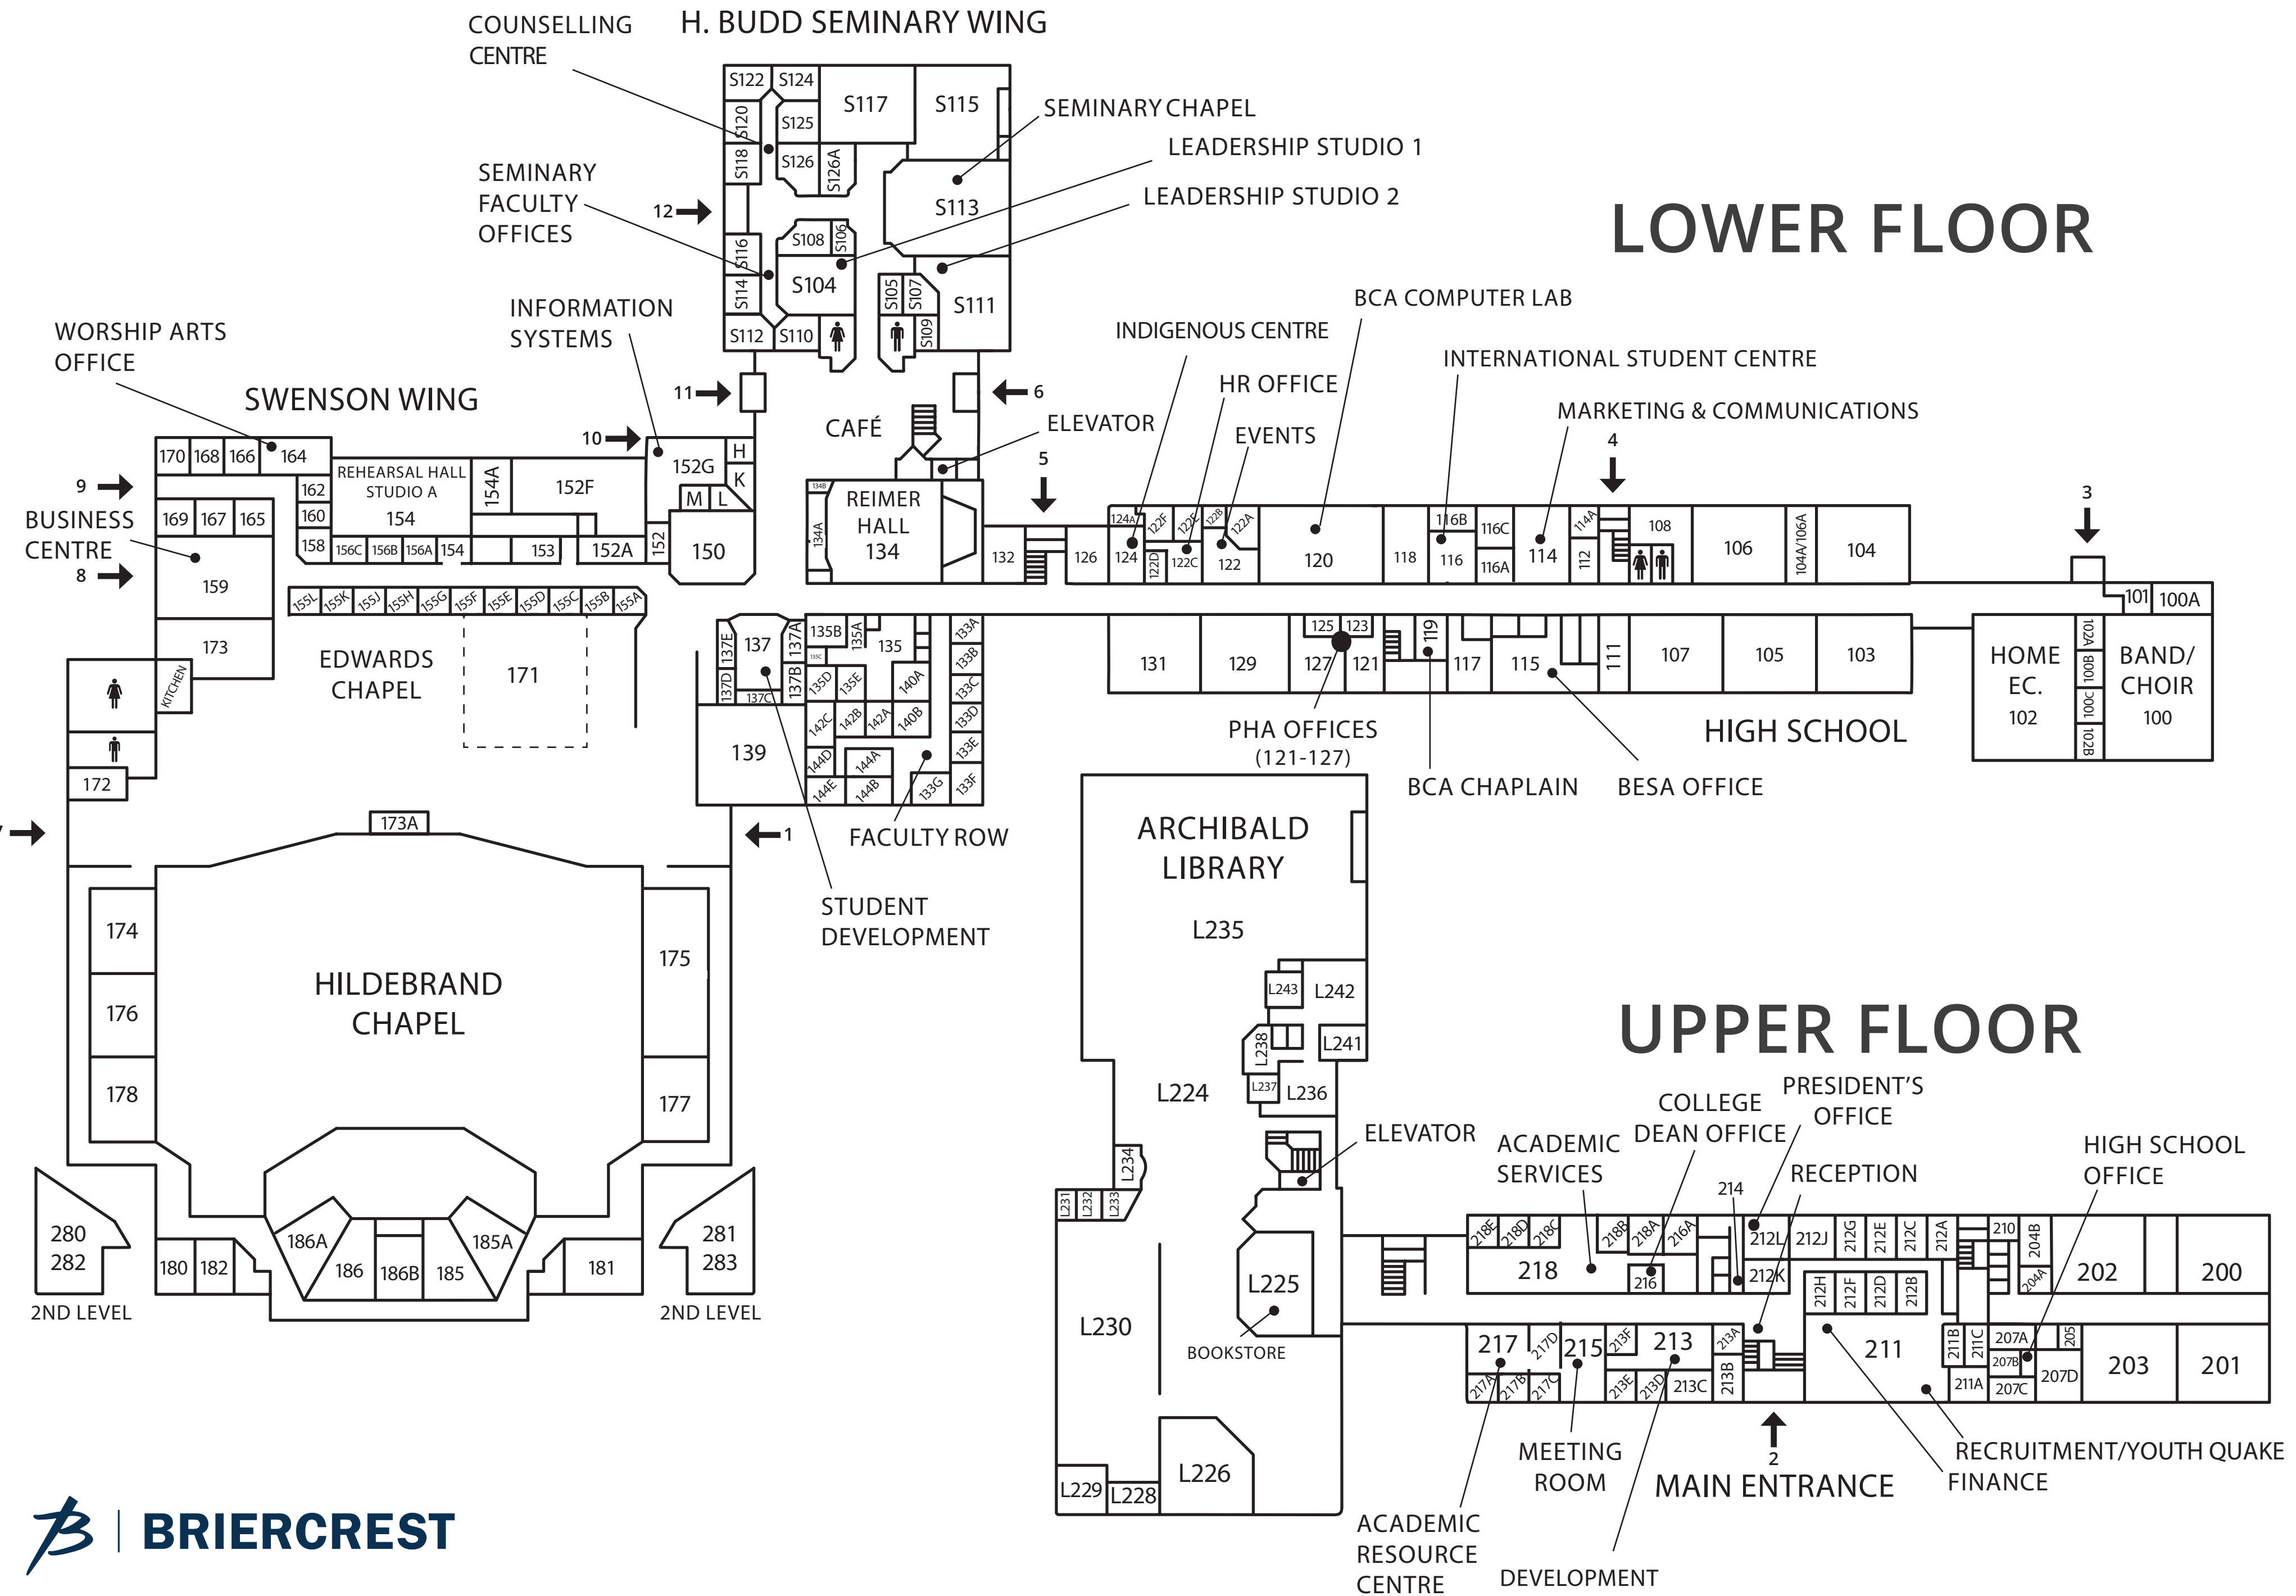 COUNSELLING
CENTRE
H. BUDD SEMINARY WING
S122
S124
S117
S115
S120
S125
S118
S126
S126A
SEMINARY CHAPEL
LEADERSHIP STUDIO 1
LEADERSHIP STUDIO 2
SEMINARY
FACULTY
OFFICES
12
S113
S108
S106
S116
S104
S114
S105
S107
S111
S112
S110
S109
LOWER FLOOR
INFORMATION
SYSTEMS
WORSHIP ARTS
OFFICE
SWENSON WING
11
6
CAFÉ
ELEVATOR
INDIGENOUS CENTRE
HR OFFICE
EVENTS
BCA COMPUTER LAB
INTERNATIONAL STUDENT CENTRE
MARKETING & COMMUNICATIONS
10
9
8
5
4
3
BUSINESS
CENTRE
170
168
166
164
REHEARSAL HALL
STUDIO A
154
154A
152F
152G
H
K
M
L
162
160
158
169
167
165
156C
156B
156A
154
153
152A
152
150
159
173
155L
155K
155J
155H
155G
155F
155E
155D
155C
155B
155A
EDWARDS
CHAPEL
171
KITCHEN
172
134B
134A
REIMER
HALL
134
132
126
124A
124
122F
122E
122D
122C
122B
122A
122
120
118
116B
116
116C
116A
114
114A
112
108
106
104A/106A
104
101
100A
137E
137
137A
137D
137B
137C
135B
135A
135C
135
135D
135E
140A
133A
133B
133C
142C
142B
142A
140B
133D
139
144D
144A
133E
144E
144B
133G
133F
131
129
125
123
127
121
119
117
115
111
107
105
103
HOME
EC.
102
102A
100B
100C
102B
BAND/
CHOIR
100
PHA OFFICES
(121-127)
HIGH SCHOOL
BCA CHAPLAIN
BESA OFFICE
1
FACULTY ROW
STUDENT
DEVELOPMENT
173A
174
176
178
HILDEBRAND
CHAPEL
175
177
280
282
2ND LEVEL
180
182
186A
186
186B
185
185A
181
281
283
2ND LEVEL
ARCHIBALD
LIBRARY
L235
L243
L242
L238
L241
L237
L236
L224
L234
L231
L232
L233
ELEVATOR
L225
BOOKSTORE
L230
L229
L228
L226
UPPER FLOOR
PRESIDENT'S
OFFICE
COLLEGE
DEAN OFFICE
ACADEMIC
SERVICES
RECEPTION
HIGH SCHOOL
OFFICE
214
218E
218D
218C
218B
218A
216A
218
216
212L
212K
212J
212G
212E
212C
212A
210
204B
204A
202
200
212H
212F
212D
212B
217
217D
215
213F
213
213A
217A
217B
217C
213E
213D
213C
213B
211
211B
211C
211A
207A
207B
207C
205
207D
203
201
2
MAIN ENTRANCE
MEETING
ROOM
RECRUITMENT/YOUTH QUAKE
FINANCE
ACADEMIC
RESOURCE
CENTRE
DEVELOPMENT
BRIERCREST